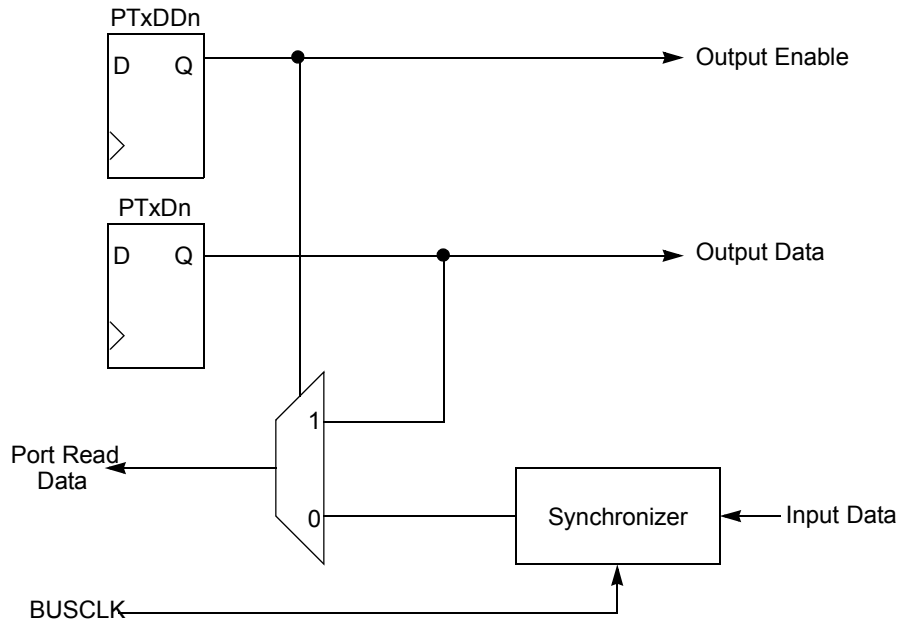 PTxDDn
D Q
Output Enable
PTxDn
D Q
Output Data
1
Port Read
Data
0
Synchronizer
Input Data
BUSCLK